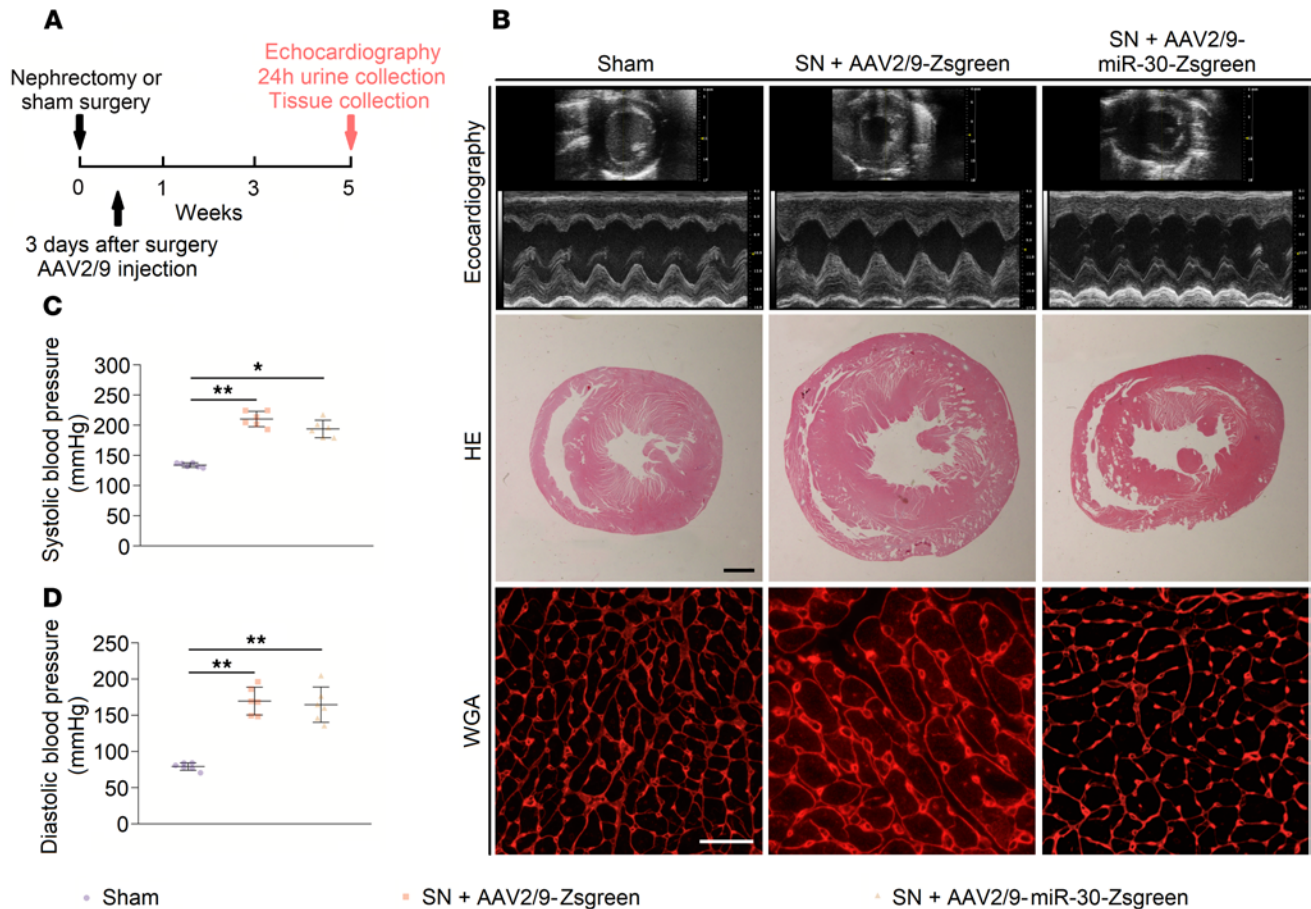 A
Echocardiography
24h urine collection
Tissue collection
Nephrectomy or
sham surgery
0
1
3
5
Weeks
3 days after surgery
AAV2/9 injection
B
Sham
SN + AAV2/9-Zsgreen
SN + AAV2/9-
miR-30-Zsgreen
Ecocardiography
HE
WGA
C
Systolic blood pressure
(mmHg)
300
250
200
150
100
50
0
*
**
D
Diastolic blood pressure
(mmHg)
250
200
150
100
50
0
**
**
Sham
SN + AAV2/9-Zsgreen
SN + AAV2/9-miR-30-Zsgreen